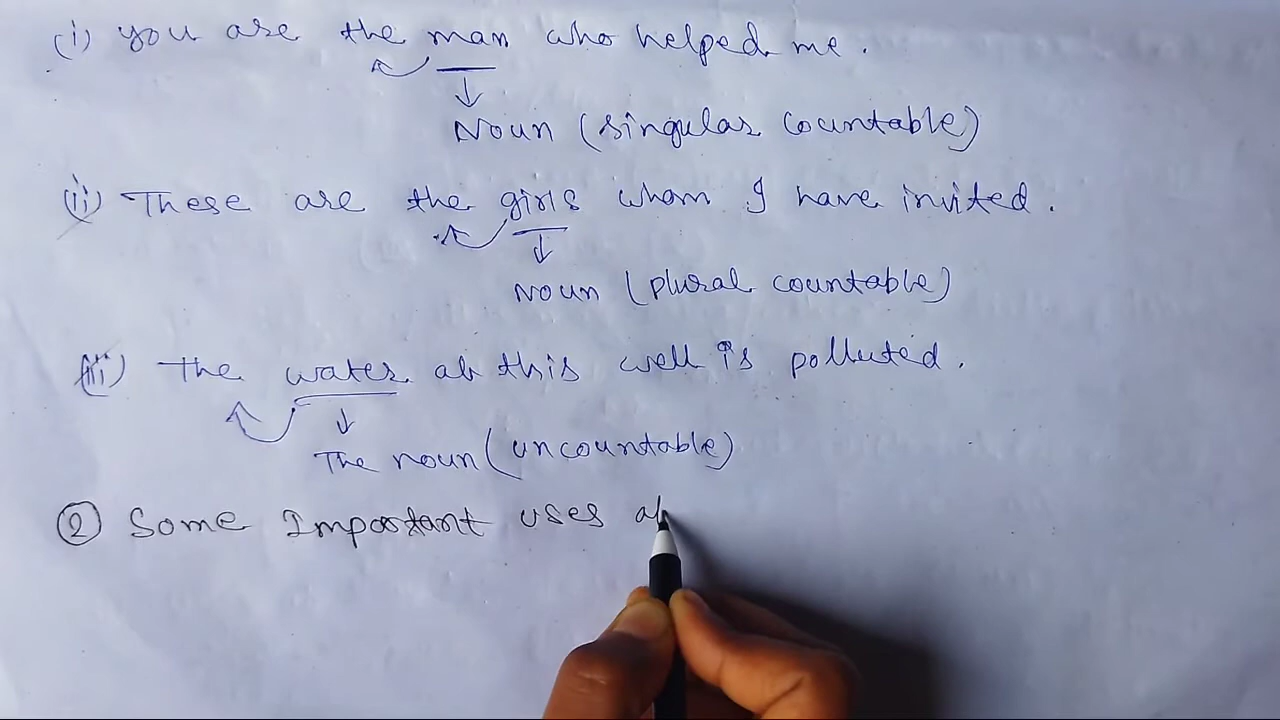 (i) You are the man who helped me.
Noun (singular countable)
(ii) These are the girls whom I have invited.
Noun (plural countable)
(iii) The water of this well is polluted.
The noun (uncountable)
② Some Important uses of